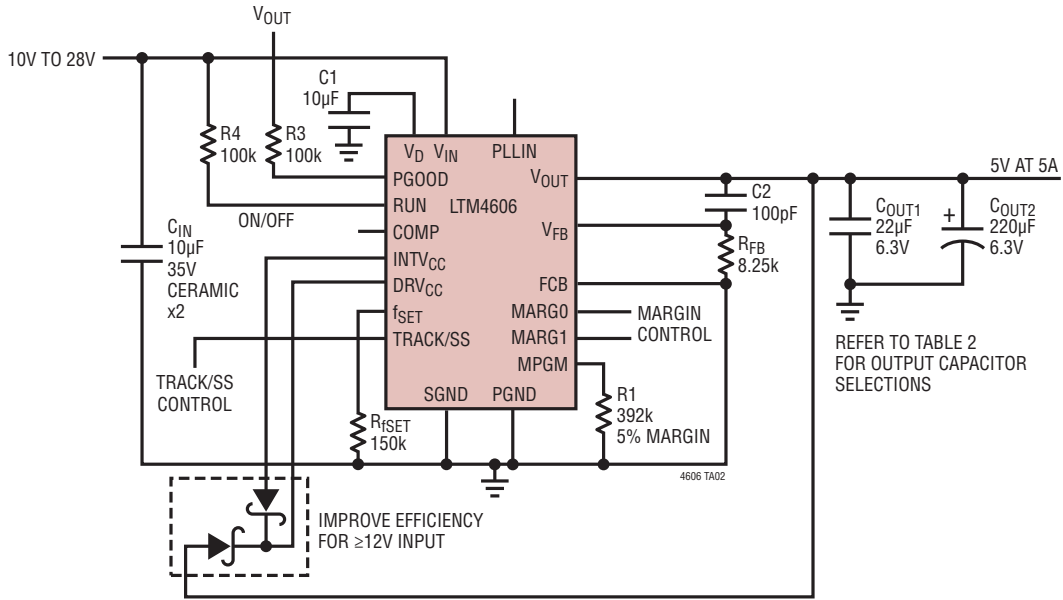 VOUT
10V TO 28V
C1
10µF
R4
100k
R3
100k
VD
VIN
PLLIN
PGOOD
VOUT
5V AT 5A
RUN
LTM4606
ON/OFF
C2
100pF
COUT1
22µF
6.3V
+
COUT2
220µF
6.3V
CIN
10µF
35V
CERAMIC
x2
COMP
VFB
RFB
8.25k
INTVCC
DRVCC
FCB
fSET
MARG0
MARGIN
CONTROL
TRACK/SS
MARG1
MPGM
REFER TO TABLE 2
FOR OUTPUT CAPACITOR
SELECTIONS
TRACK/SS
CONTROL
SGND
PGND
R1
392k
5% MARGIN
RfSET
150k
4606 TA02
IMPROVE EFFICIENCY
FOR ≥12V INPUT